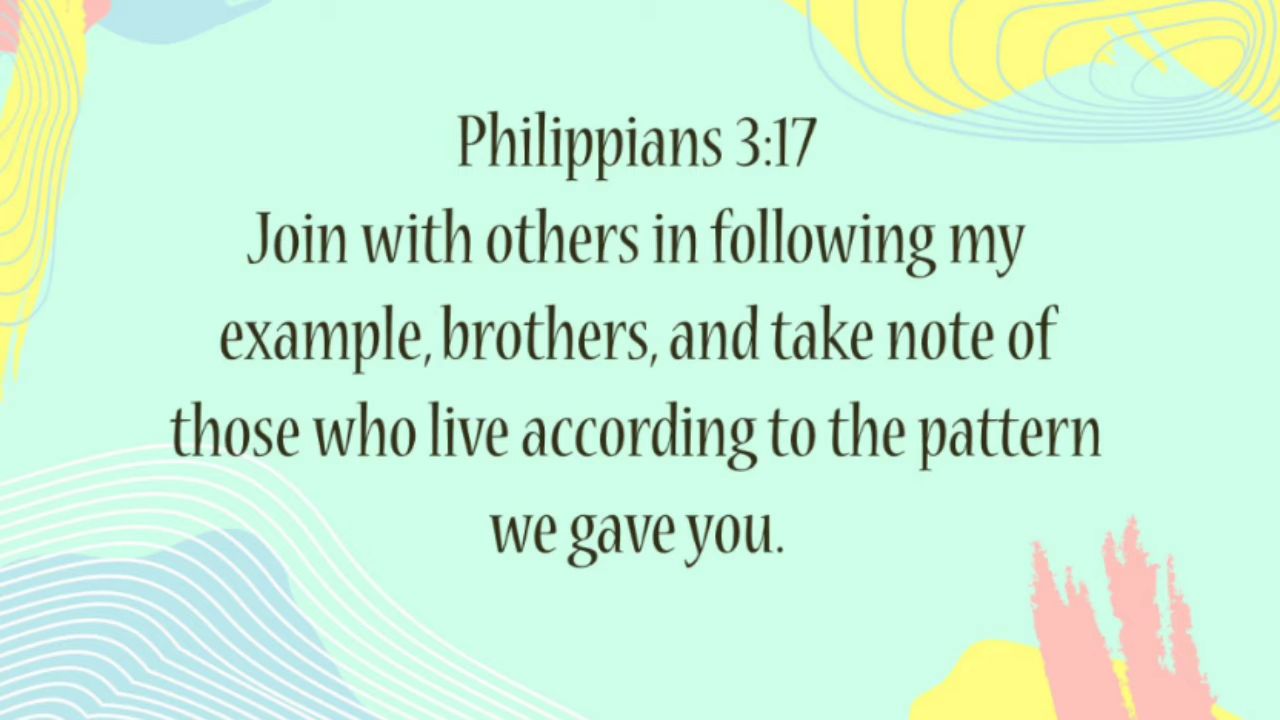 Philippians 3:17
Join with others in following my
example, brothers, and take note of
those who live according to the pattern
we gave you.